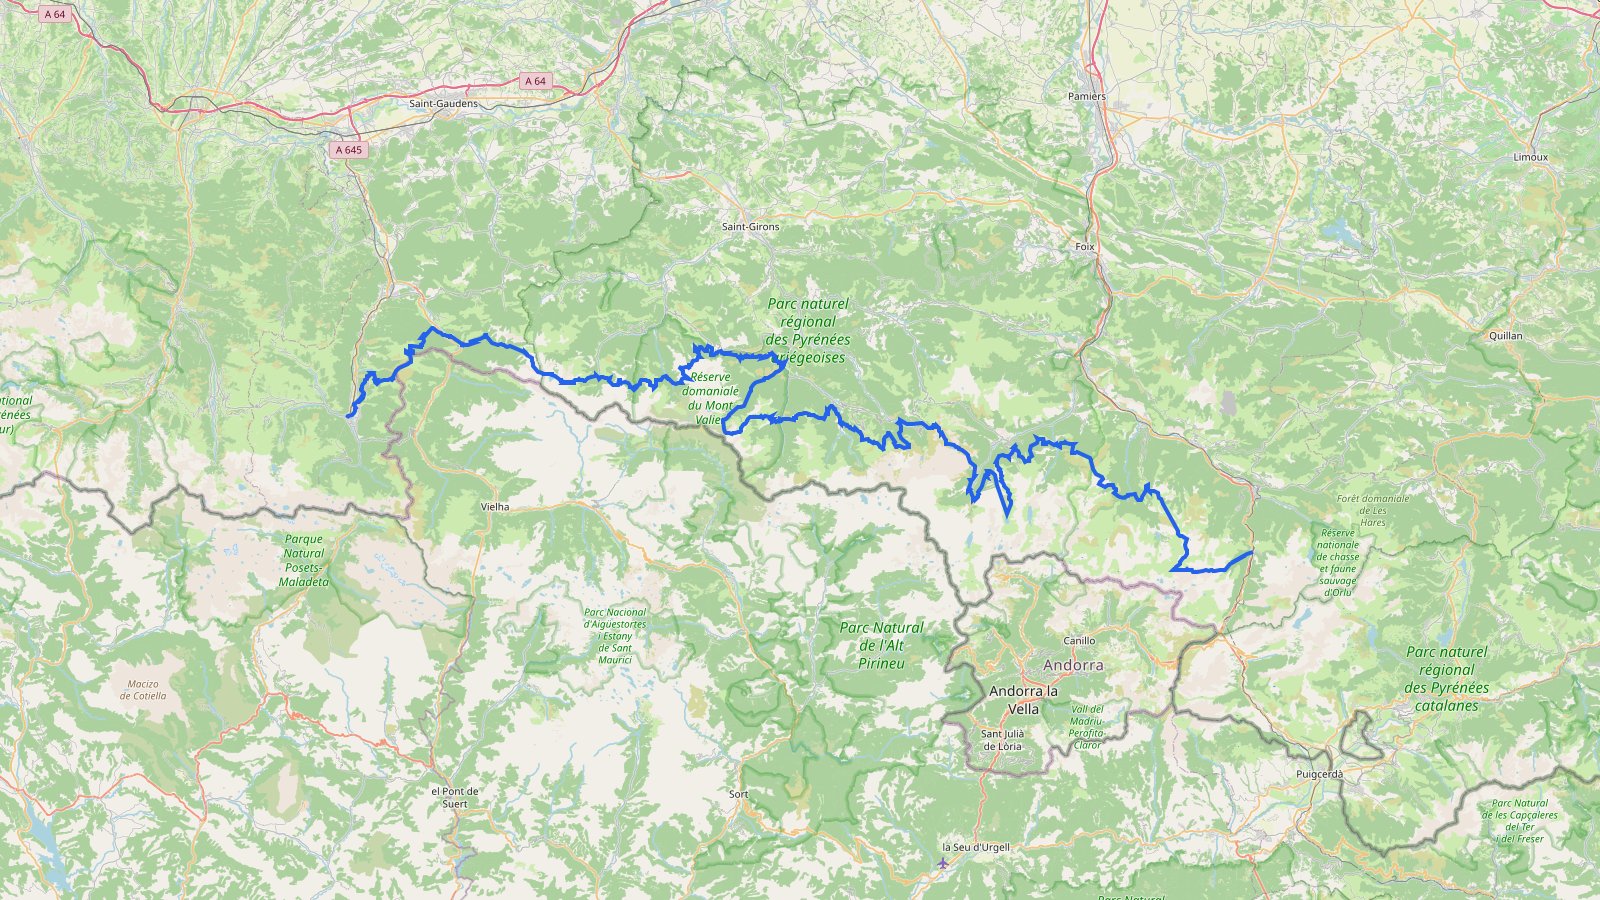 A 64
A 64
Saint-Gaudens
Pamiers
A 645
Limoux
Saint-Girons
Foix
Parc naturel
régional
des Pyrénées
ariégeoises
Quillan
Réserve
domaniale
du Mont
Valier
Vielha
Forêt domaniale
de Les
Hares
Parque
Natural
Posets-
Maladeta
Réserve
nationale
de chasse
et faune
sauvage
d'Orlu
Parc Nacional
d'Aigüestortes
i Estany
de Sant
Maurici
Parc Natural
de l'Alt
Pirineu
Canillo
Andorra
Andorra la
Vella
Parc naturel
régional
des Pyrénées
catalanes
Macizo
de Cotiella
Vall del
Madriu-
Perafita-
Claror
Sant Julià
de Lòria
Puigcerdà
el Pont de
Suert
Sort
Parc Natural
de les Capçaleres
del Ter
i del Freser
la Seu d'Urgell
Parc Natural